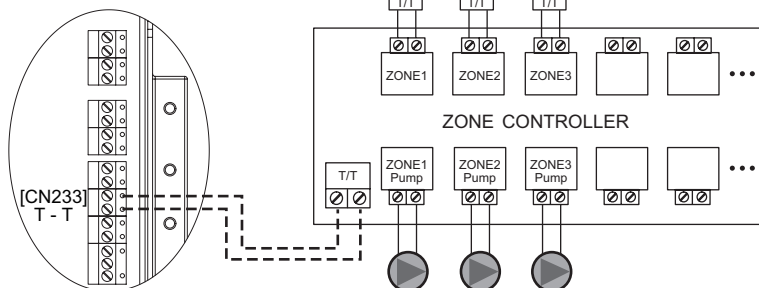 T/T T/T T/T
ZONE1 ZONE2 ZONE3
ZONE CONTROLLER
T/T
ZONE1
Pump
ZONE2
Pump
ZONE3
Pump
[CN233]
T - T